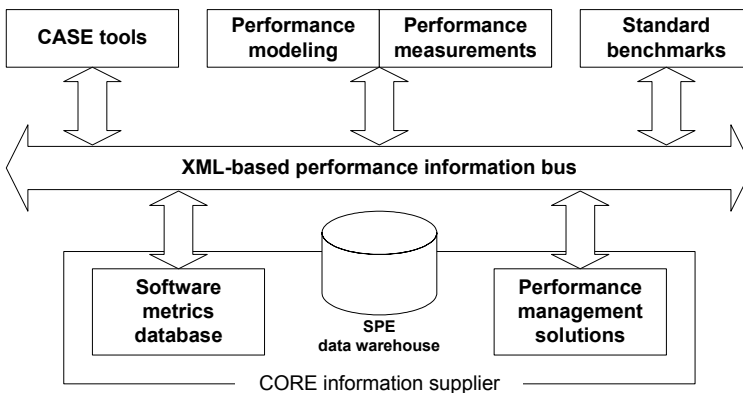 CASE tools
Performance modeling
Performance measurements
Standard benchmarks
XML-based performance information bus
Software metrics database
SPE data warehouse
Performance management solutions
CORE information supplier